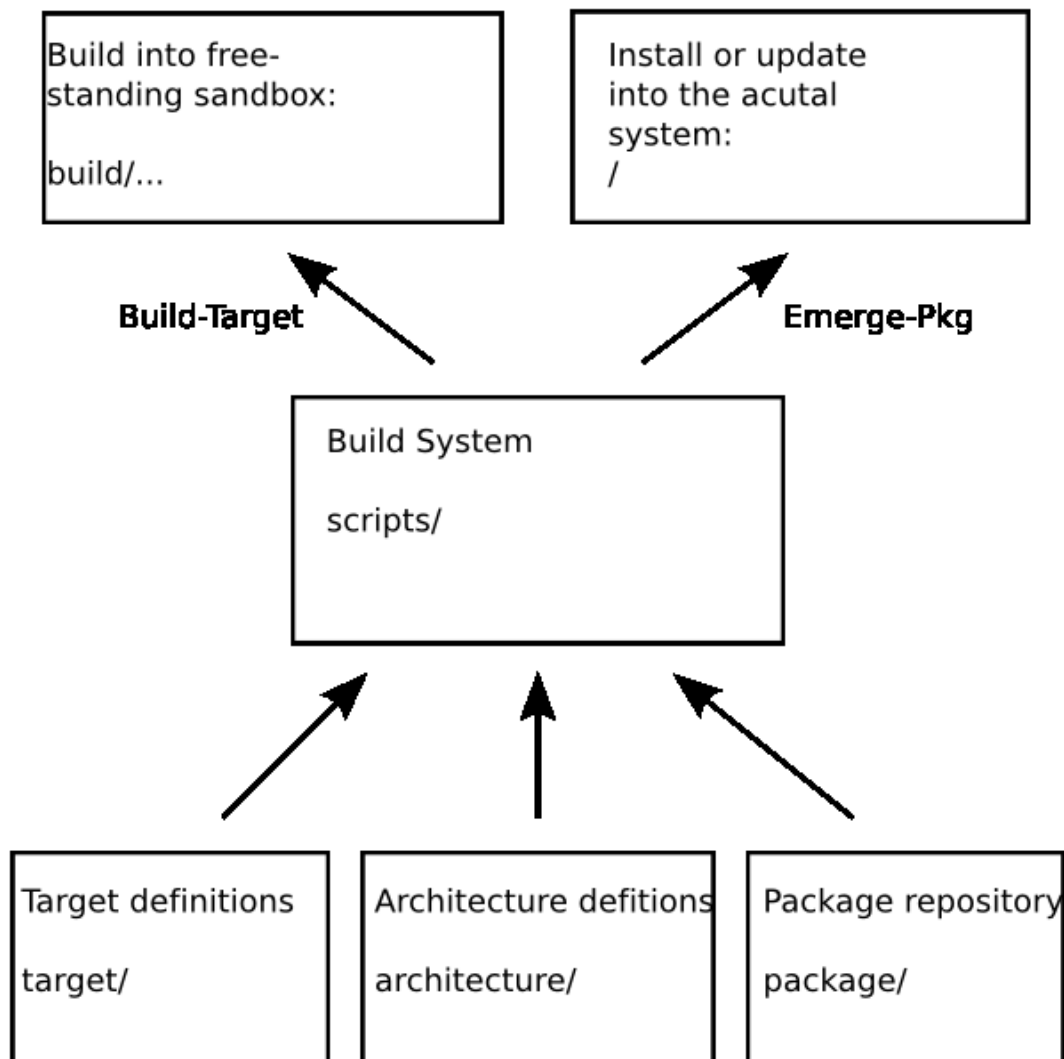 Build into free-
standing sandbox:
build/...
Install or update
into the acutal
system:
/
Build-Target
Emerge-Pkg
Build System
scripts/
Target definitions
target/
Architecture defitions
architecture/
Package repository
package/